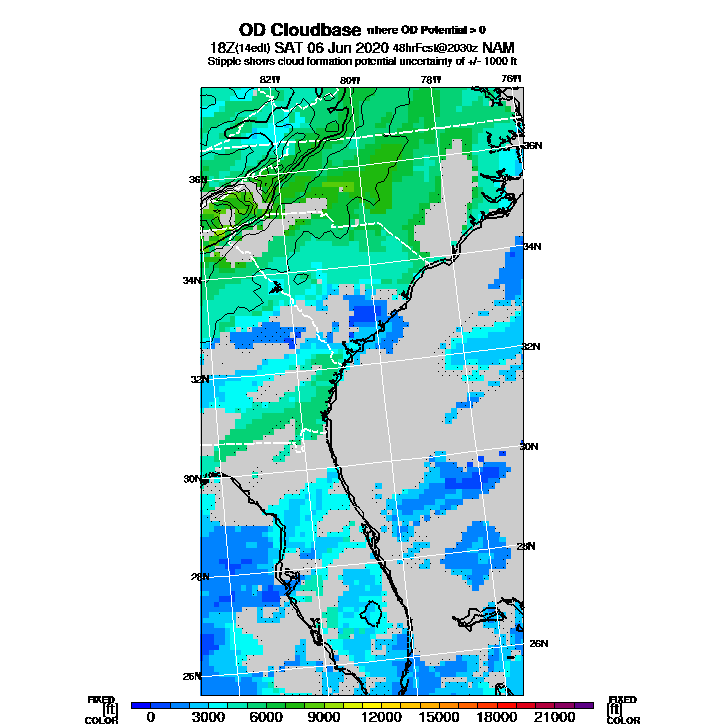 OD Cloudbase where OD Potential > 0
18Z(14edt) SAT 06 Jun 2020 48hrFcst@2030z NAM
Stipple shows cloud formation potential uncertainty of +/- 1000 ft
82W 80W 78W 76W
36N
36N
34N
34N
32N
32N
30N
30N
28N
28N
26N
26N
FIXED FIXED
[ft] 0 3000 6000 9000 12000 15000 18000 21000 [ft]
COLOR COLOR